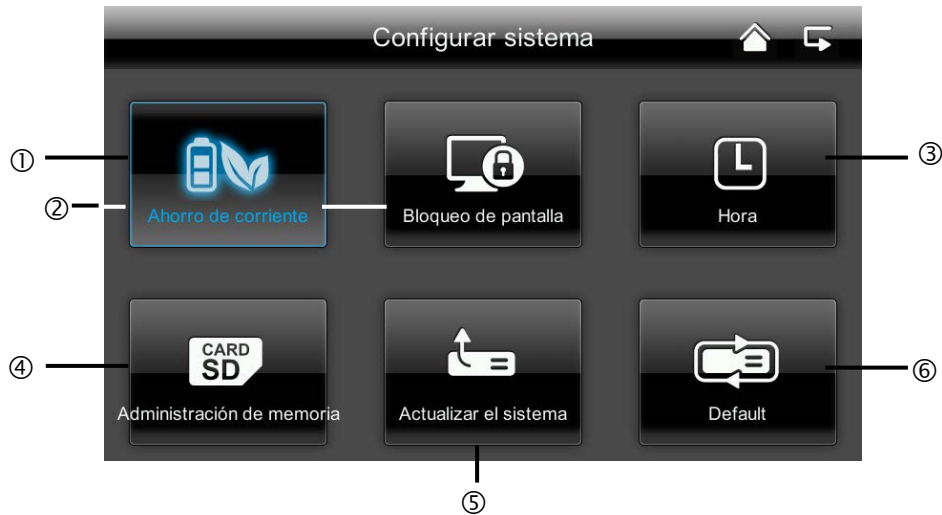 Configurar sistema
①
②
③
Ahorro de corriente
Bloqueo de pantalla
Hora
④
CARD
SD
⑥
Administración de memoria
Actualizar el sistema
Default
⑤